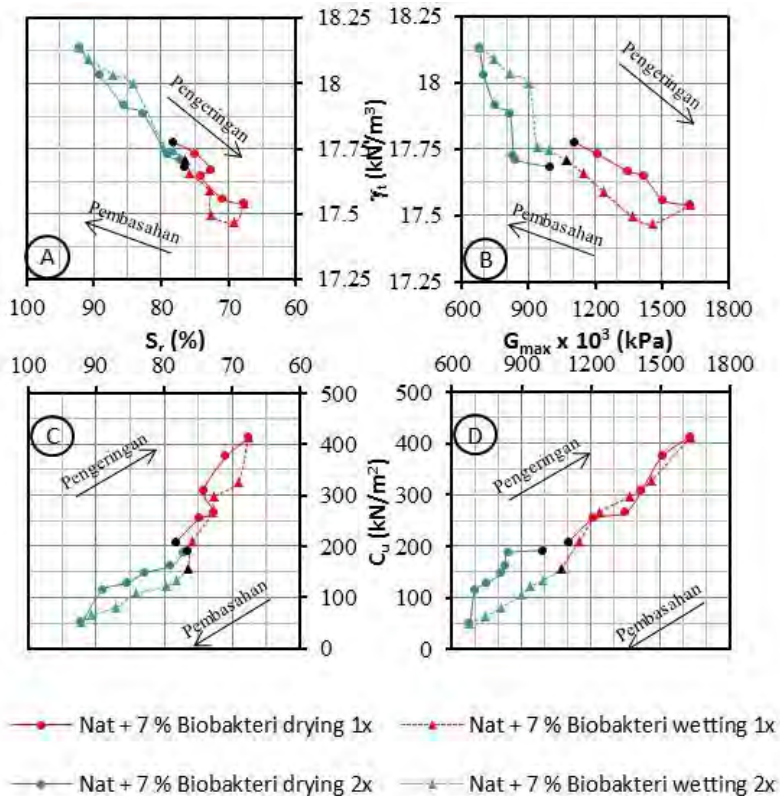 18.25
18.25
Pengeringan
Pengeringan
18
18
γt (kN/m³)
17.75
17.75
Pembasahan
Pembasahan
17.5
17.5
A
B
17.25
17.25
100 90 80 70 60
600 900 1200 1500 1800
Sr (%)
Gmax x 10³ (kPa)
100 90 80 70 60
600 900 1200 1500 1800
500
500
C
D
Pengeringan
Pengeringan
400
400
300
300
Cu (kN/m²)
200
200
Pembasahan
Pembasahan
100
100
0
0
Nat + 7 % Biobakteri drying 1x
Nat + 7 % Biobakteri wetting 1x
Nat + 7 % Biobakteri drying 2x
Nat + 7 % Biobakteri wetting 2x